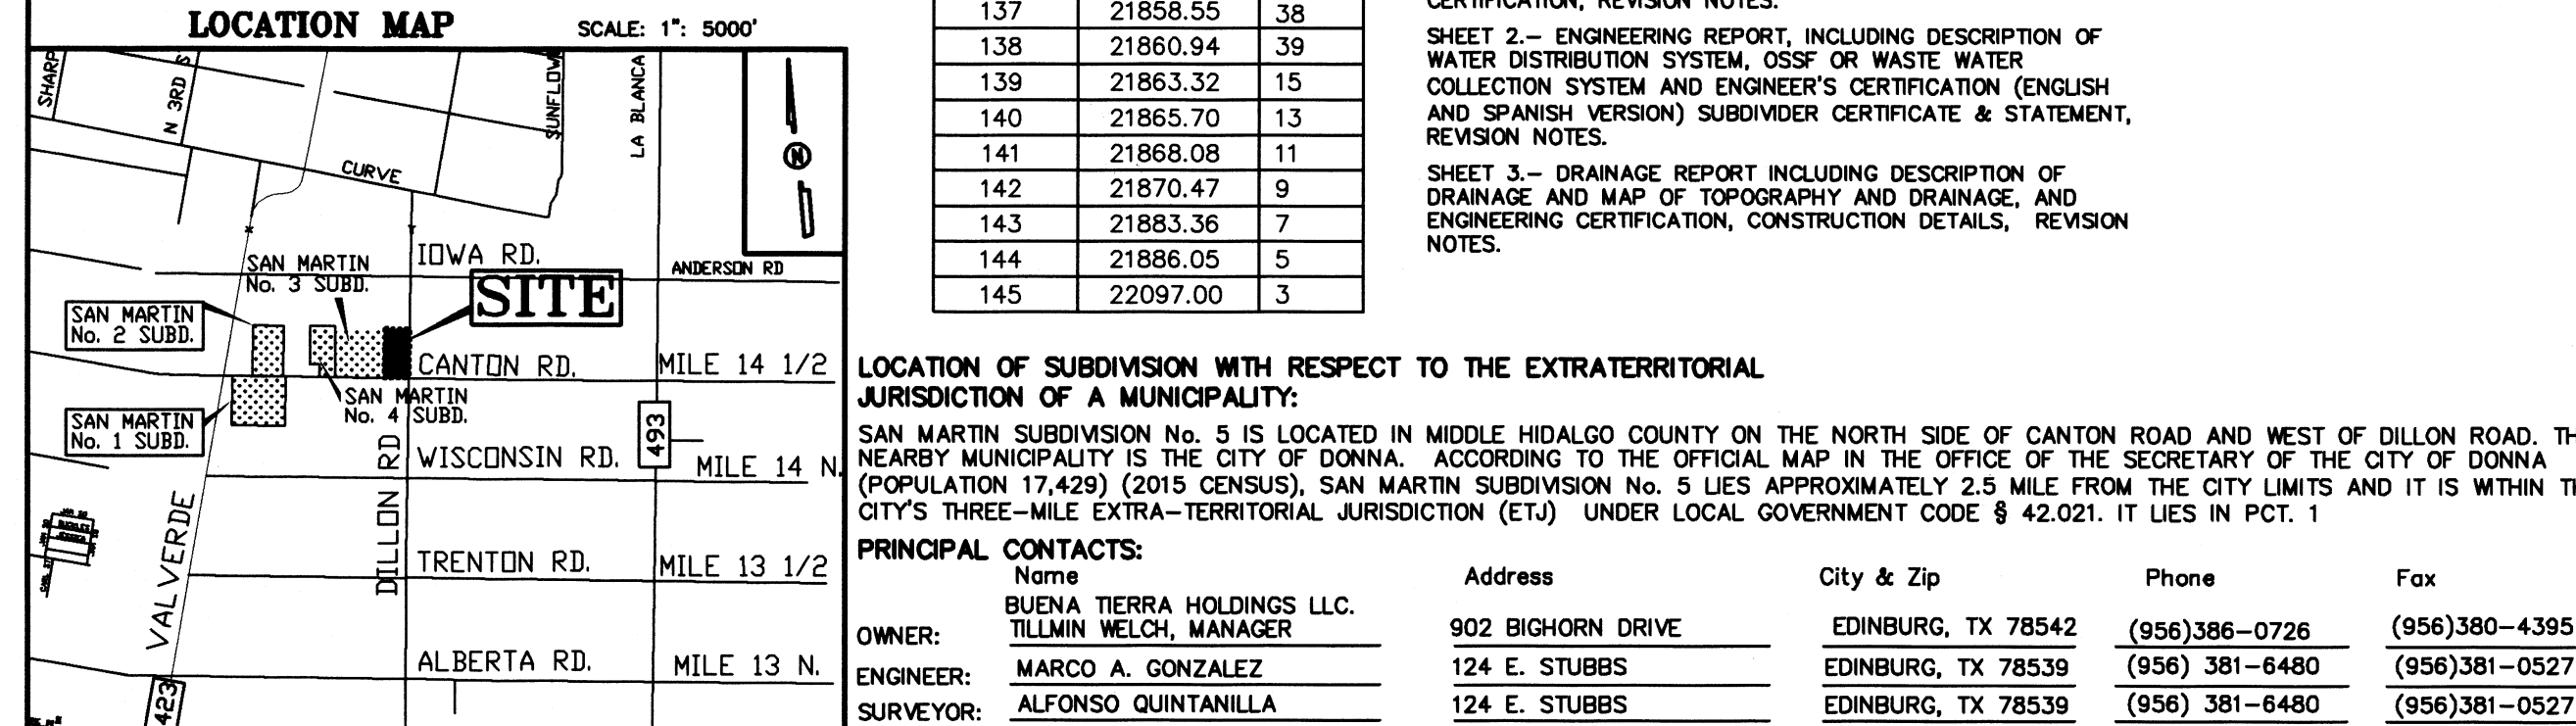 LOCATION MAP
SCALE: 1": 5000'
SHARP
N 3RD S
SUNFLOW
LA BLANCA
N
CURVE
IOWA RD.
ANDERSON RD
SAN MARTIN
No. 3 SUBD.
SITE
SAN MARTIN
No. 2 SUBD.
CANTON RD.
MILE 14 1/2
SAN MARTIN
No. 4 SUBD.
SAN MARTIN
No. 1 SUBD.
493
WISCONSIN RD.
MILE 14 N.
DILLON RD
VALVERDE
TRENTON RD.
MILE 13 1/2
ALBERTA RD.
MILE 13 N.
423
137 21858.55 38
138 21860.94 39
139 21863.32 15
140 21865.70 13
141 21868.08 11
142 21870.47 9
143 21883.36 7
144 21886.05 5
145 22097.00 3
CERTIFICATION, REVISION NOTES.
SHEET 2.- ENGINEERING REPORT, INCLUDING DESCRIPTION OF
WATER DISTRIBUTION SYSTEM, OSSF OR WASTE WATER
COLLECTION SYSTEM AND ENGINEER'S CERTIFICATION (ENGLISH
AND SPANISH VERSION) SUBDIVIDER CERTIFICATE & STATEMENT,
REVISION NOTES.
SHEET 3.- DRAINAGE REPORT INCLUDING DESCRIPTION OF
DRAINAGE AND MAP OF TOPOGRAPHY AND DRAINAGE, AND
ENGINEERING CERTIFICATION, CONSTRUCTION DETAILS, REVISION
NOTES.
LOCATION OF SUBDIVISION WITH RESPECT TO THE EXTRATERRITORIAL
JURISDICTION OF A MUNICIPALITY:
SAN MARTIN SUBDIVISION No. 5 IS LOCATED IN MIDDLE HIDALGO COUNTY ON THE NORTH SIDE OF CANTON ROAD AND WEST OF DILLON ROAD. TH
NEARBY MUNICIPALITY IS THE CITY OF DONNA. ACCORDING TO THE OFFICIAL MAP IN THE OFFICE OF THE SECRETARY OF THE CITY OF DONNA
(POPULATION 17,429) (2015 CENSUS), SAN MARTIN SUBDIVISION No. 5 LIES APPROXIMATELY 2.5 MILE FROM THE CITY LIMITS AND IT IS WITHIN TH
CITY'S THREE-MILE EXTRA-TERRITORIAL JURISDICTION (ETJ) UNDER LOCAL GOVERNMENT CODE § 42.021. IT LIES IN PCT. 1
PRINCIPAL CONTACTS:
Name Address City & Zip Phone Fax
BUENA TIERRA HOLDINGS LLC.
OWNER: TILLMIN WELCH, MANAGER 902 BIGHORN DRIVE EDINBURG, TX 78542 (956)386-0726 (956)380-4395
ENGINEER: MARCO A. GONZALEZ 124 E. STUBBS EDINBURG, TX 78539 (956) 381-6480 (956)381-0527
SURVEYOR: ALFONSO QUINTANILLA 124 E. STUBBS EDINBURG, TX 78539 (956) 381-6480 (956)381-0527